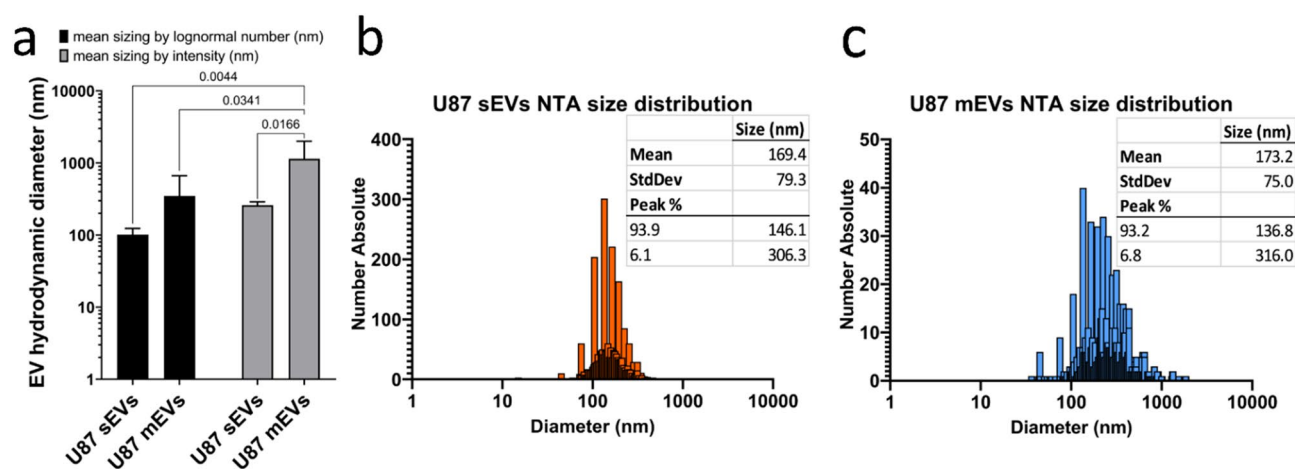 a
mean sizing by lognormal number (nm)
mean sizing by intensity (nm)
EV hydrodynamic diameter (nm)
10000
1000
100
10
1
0.0044
0.0341
0.0166
U87 sEVs
U87 mEVs
U87 sEVs
U87 mEVs
b
U87 sEVs NTA size distribution
Number Absolute
400
300
200
100
0
1 10 100 1000 10000
Diameter (nm)
Size (nm)
Mean 169.4
StdDev 79.3
Peak %
93.9 146.1
6.1 306.3
c
U87 mEVs NTA size distribution
Number Absolute
50
40
30
20
10
0
1 10 100 1000 10000
Diameter (nm)
Size (nm)
Mean 173.2
StdDev 75.0
Peak %
93.2 136.8
6.8 316.0